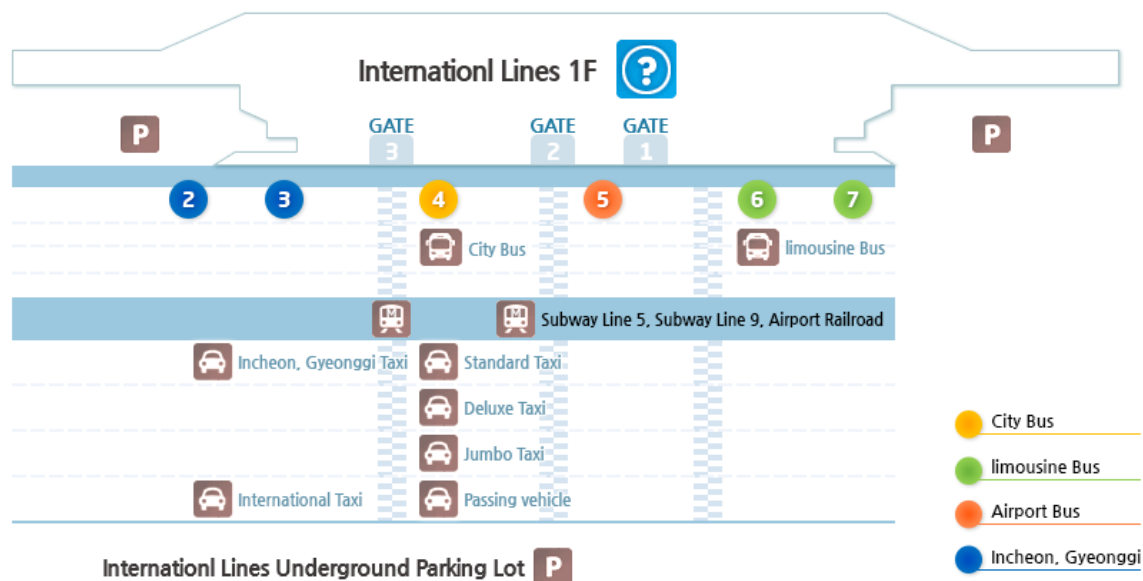 Internationl Lines 1F ?
GATE GATE GATE
3 2 1
P P
2 3 4 5 6 7
City Bus limousine Bus
M M Subway Line 5, Subway Line 9, Airport Railroad
Incheon, Gyeonggi Taxi Standard Taxi
Deluxe Taxi
Jumbo Taxi
International Taxi Passing vehicle
City Bus
limousine Bus
Airport Bus
Incheon, Gyeonggi
Internationl Lines Underground Parking Lot P